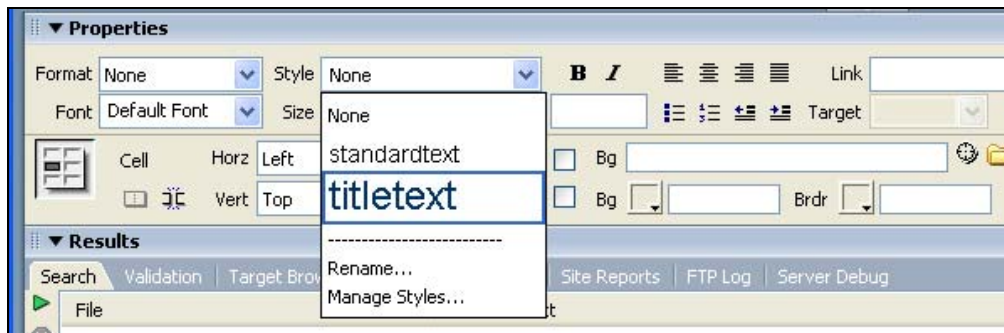 Properties
Format None Style None B I Link
Font Default Font Size Target
None
standardtext
titletext
--------------------------
Rename...
Manage Styles...
Cell Horz Left Bg
Vert Top Bg Brdr
Results
Search Validation Target Brow Site Reports FTP Log Server Debug
File